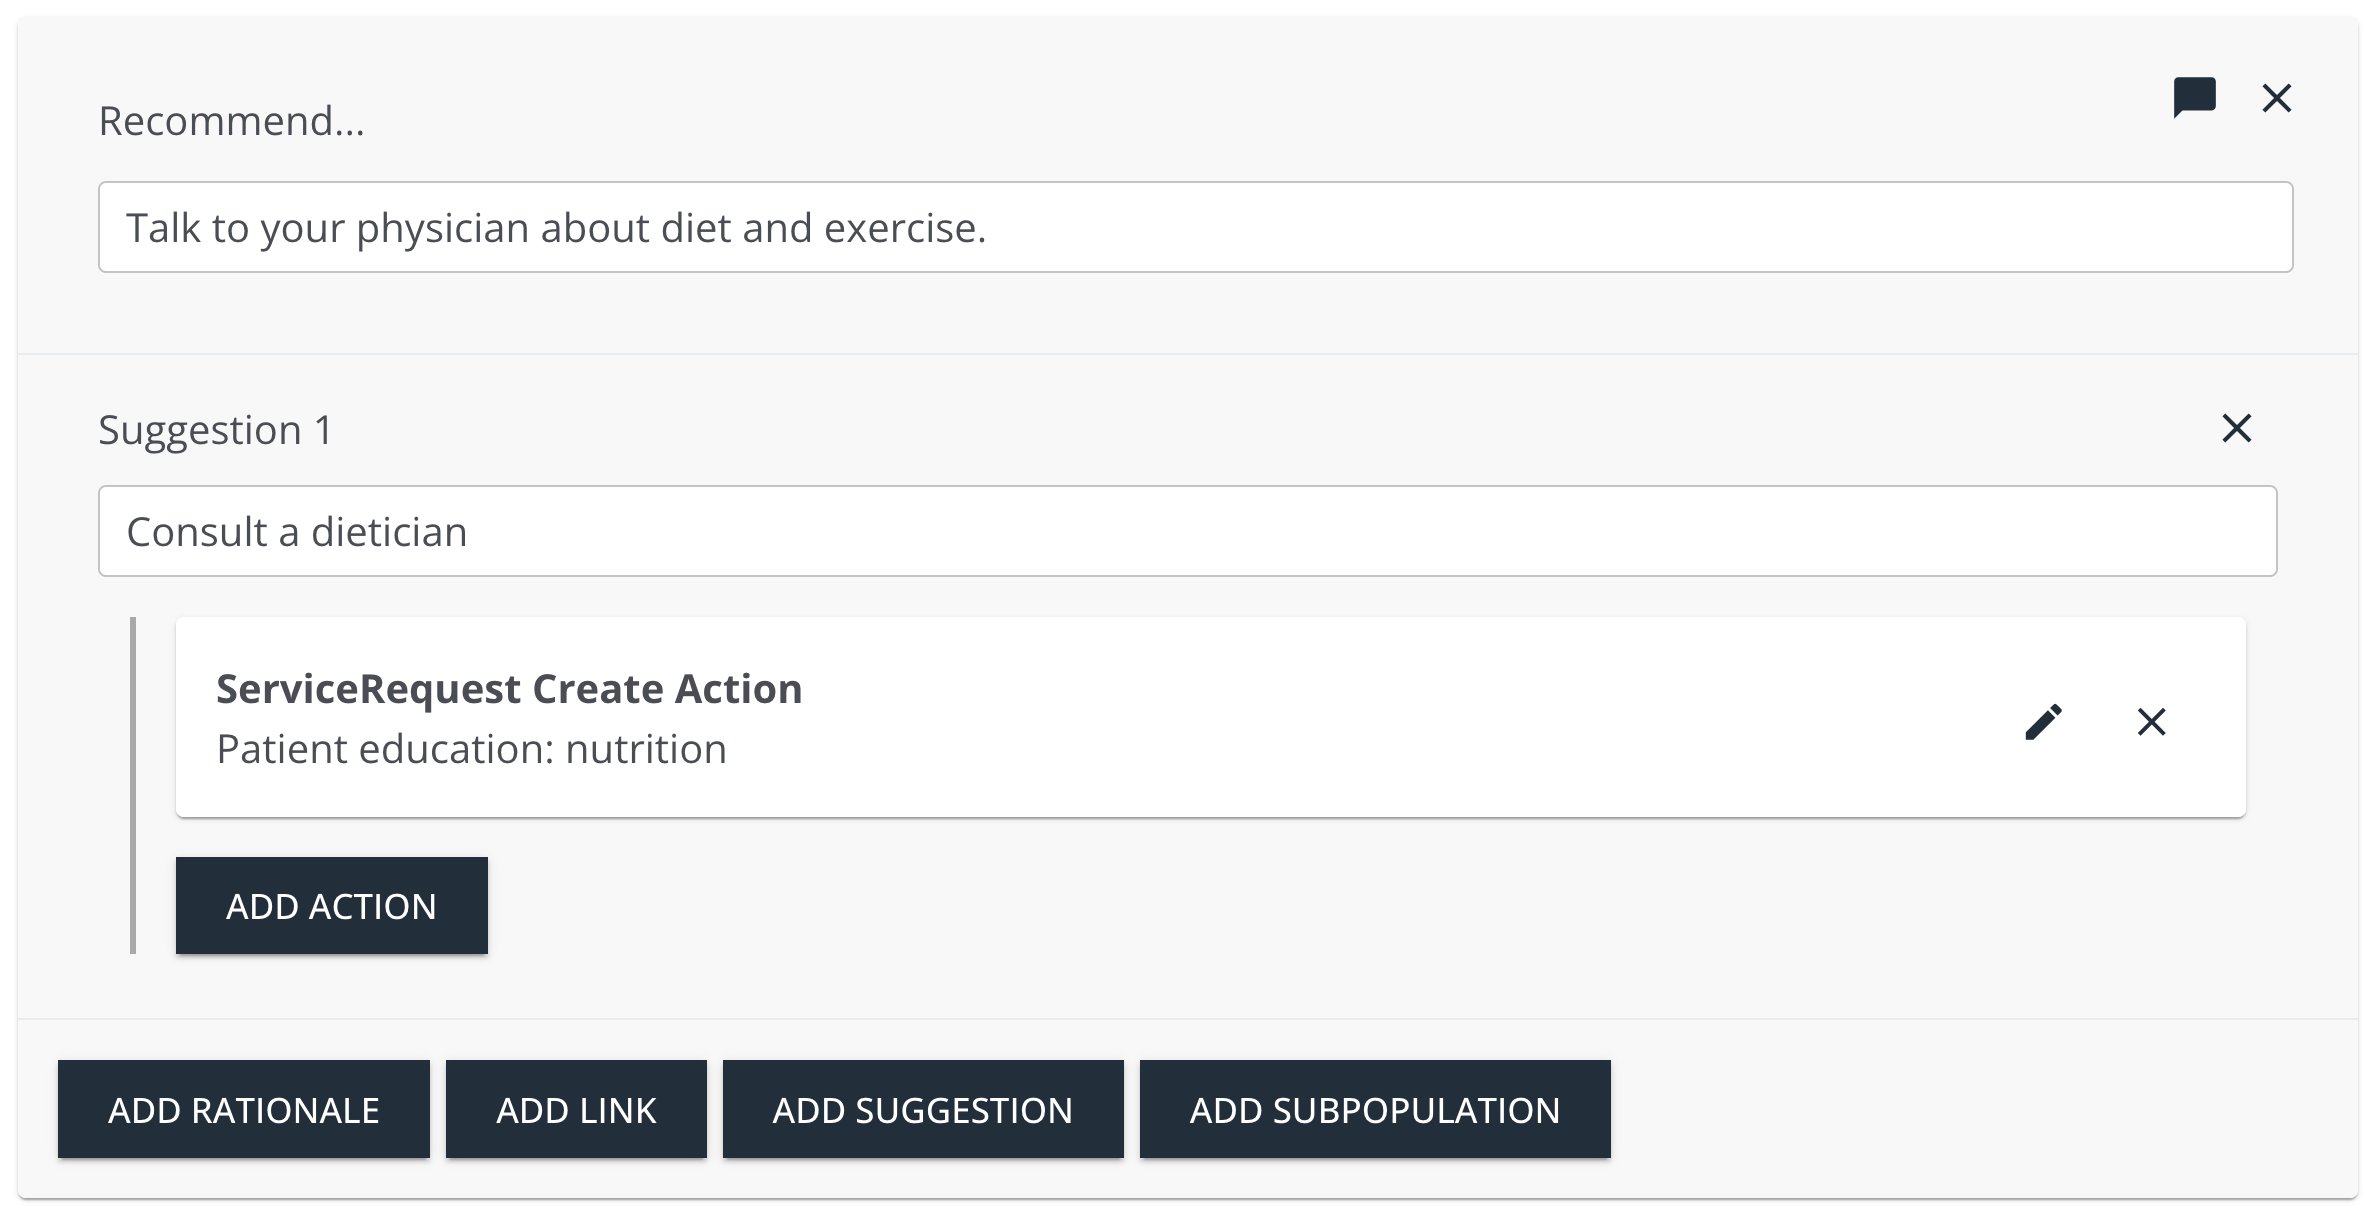 Recommend...
Talk to your physician about diet and exercise.
Suggestion 1
Consult a dietician
ServiceRequest Create Action
Patient education: nutrition
ADD ACTION
ADD RATIONALE ADD LINK ADD SUGGESTION ADD SUBPOPULATION